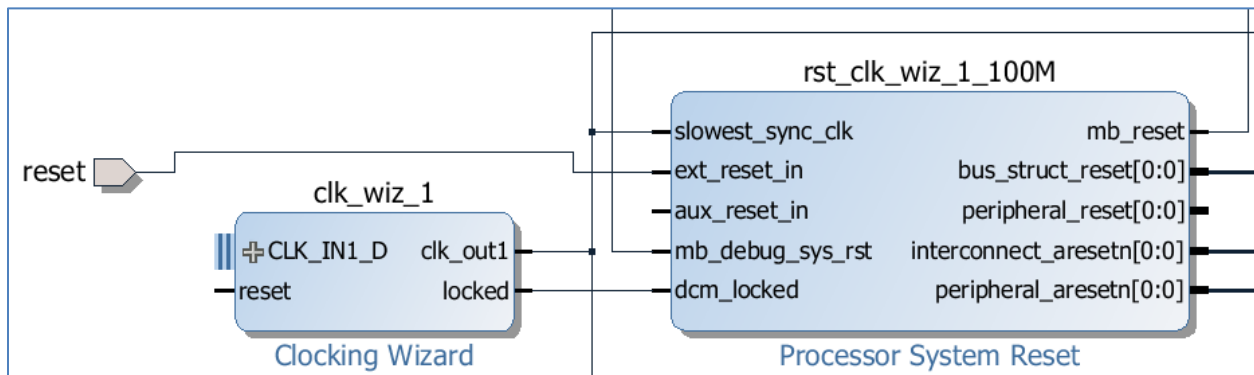 rst_clk_wiz_1_100M
slowest_sync_clk mb_reset
reset ext_reset_in bus_struct_reset[0:0]
clk_wiz_1
aux_reset_in peripheral_reset[0:0]
CLK_IN1_D clk_out1 mb_debug_sys_rst interconnect_aresetn[0:0]
reset locked dcm_locked peripheral_aresetn[0:0]
Clocking Wizard Processor System Reset